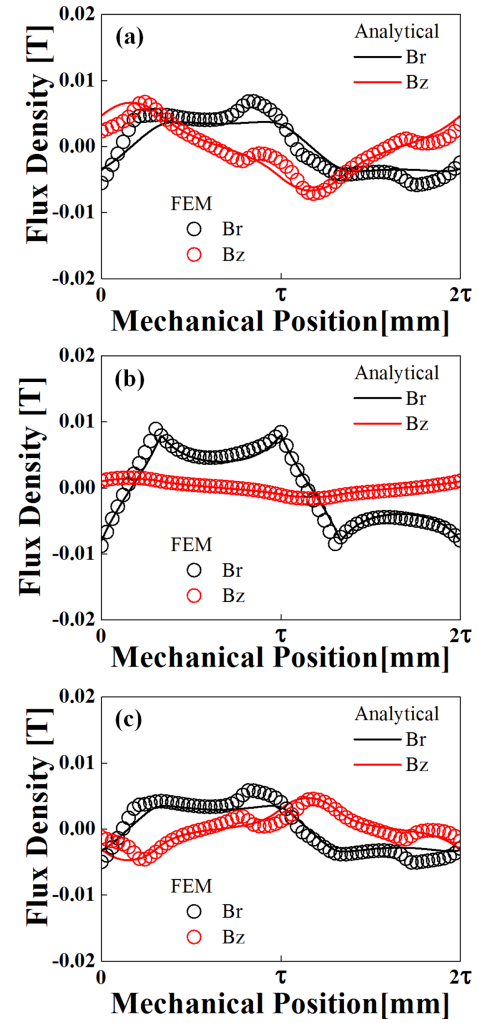 (a)
Analytical
Br
Bz
FEM
Br
Bz
0.02
0.01
0.00
-0.01
-0.02
Flux Density [T]
0
τ
2τ
Mechanical Position[mm]
(b)
Analytical
Br
Bz
FEM
Br
Bz
0.02
0.01
0.00
-0.01
-0.02
Flux Density [T]
0
τ
2τ
Mechanical Position[mm]
(c)
Analytical
Br
Bz
FEM
Br
Bz
0.02
0.01
0.00
-0.01
-0.02
Flux Density [T]
0
τ
2τ
Mechanical Position[mm]